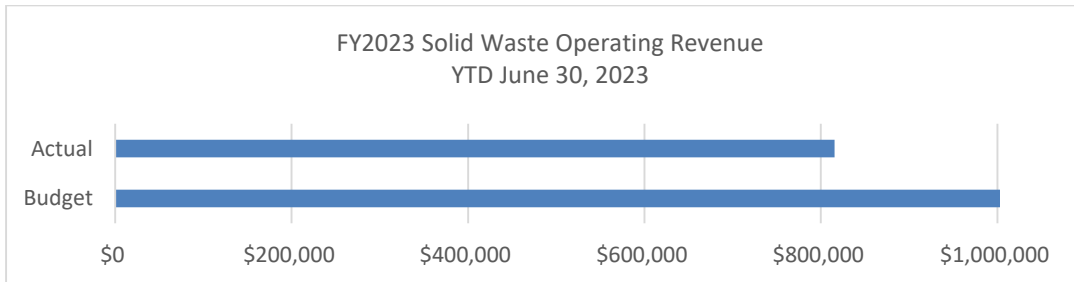 FY2023 Solid Waste Operating Revenue
YTD June 30, 2023
Actual
Budget
$0 $200,000 $400,000 $600,000 $800,000 $1,000,000